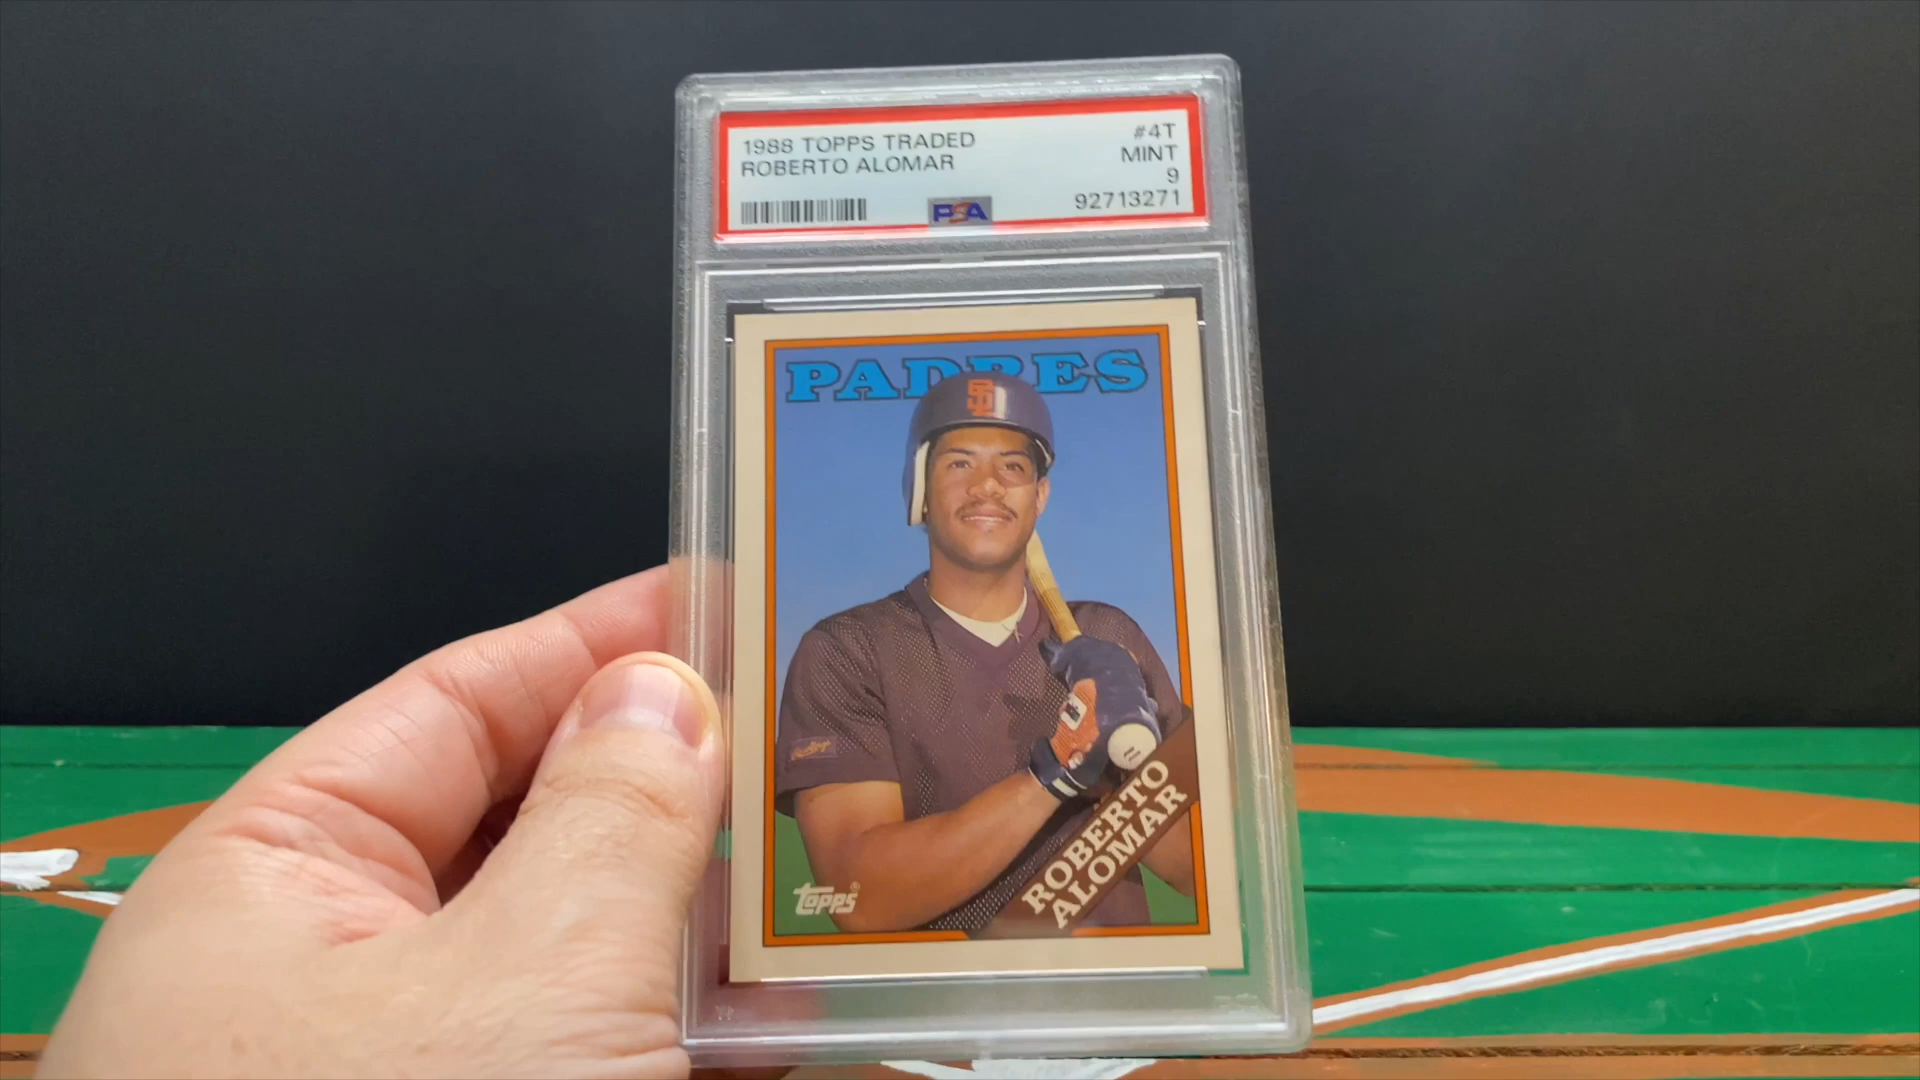 1988 TOPPS TRADED
#4T
ROBERTO ALOMAR
MINT
9
PSA
92713271
PADRES
SD
ROBERTO
ALOMAR
Topps